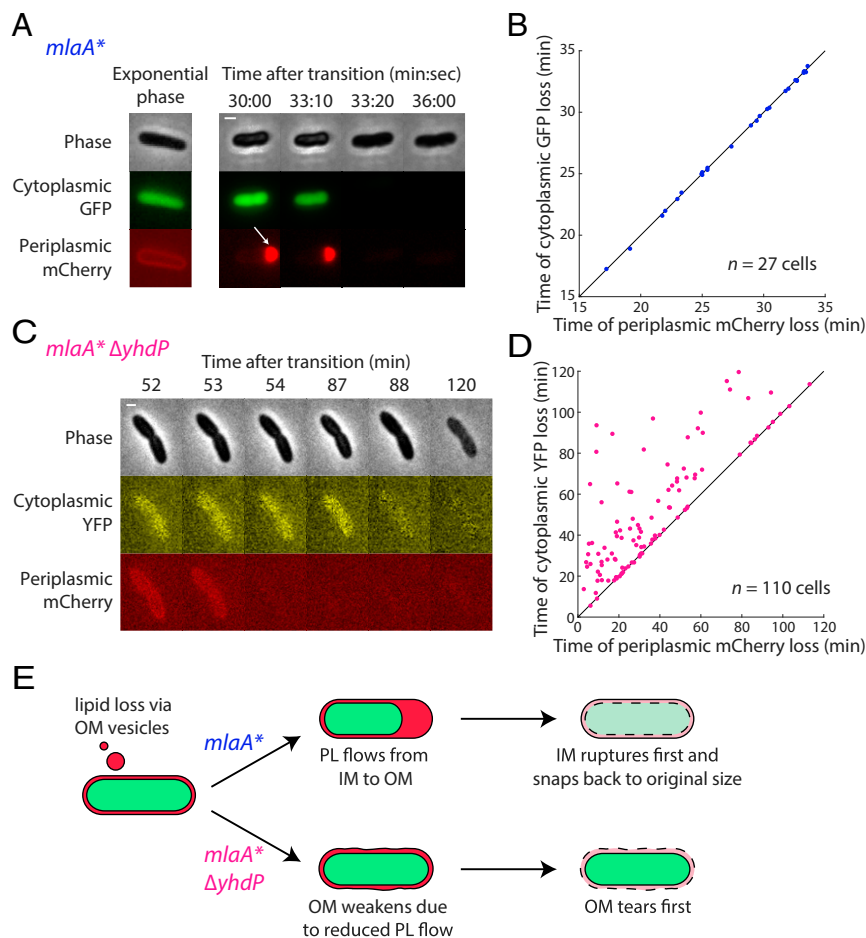 A
mlaA*
Exponential
phase
Time after transition (min:sec)
30:00 33:10 33:20 36:00
Phase
Cytoplasmic
GFP
Periplasmic
mCherry
B
Time of cytoplasmic GFP loss (min)
35
30
25
20
15
15 20 25 30 35
n = 27 cells
Time of periplasmic mCherry loss (min)
C
mlaA* ΔyhdP
Time after transition (min)
52 53 54 87 88 120
Phase
Cytoplasmic
YFP
Periplasmic
mCherry
D
Time of cytoplasmic YFP loss (min)
120
100
80
60
40
20
0
0 20 40 60 80 100 120
n = 110 cells
Time of periplasmic mCherry loss (min)
E
lipid loss via
OM vesicles
mlaA*
PL flows from
IM to OM
IM ruptures first and
snaps back to original size
mlaA*
ΔyhdP
OM weakens due
to reduced PL flow
OM tears first